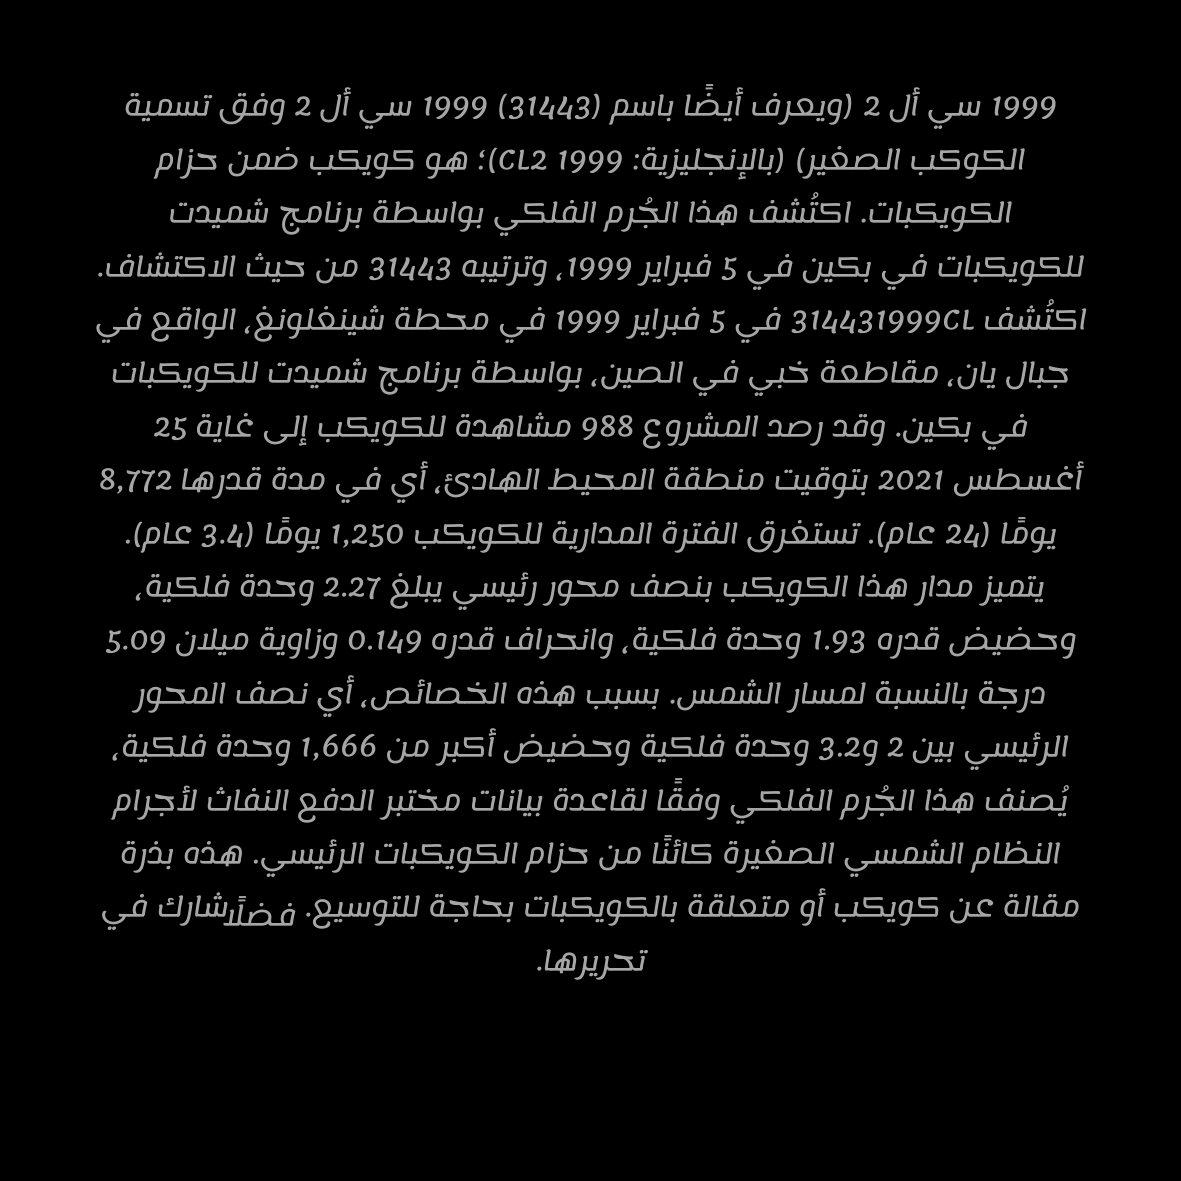 1999 سي أل 2 (ويعرف أيضًا باسم (31443) 1999 سي أل 2 وفق تسمية
الكوكب الصغير) (بالإنجليزية: 1999 CL2)؛ هو كويكب ضمن حزام
الكويكبات. اكتُشف هذا الجُرم الفلكي بواسطة برنامج شميدت
للكويكبات في بكين في 5 فبراير 1999، وترتيبه 31443 من حيث الاكتشاف.
اكتُشف 314431999CL في 5 فبراير 1999 في محطة شينغلونغ، الواقع في
جبال يان، مقاطعة خبي في الصين، بواسطة برنامج شميدت للكويكبات
في بكين. وقد رصد المشروع 988 مشاهدة للكويكب إلى غاية 25
أغسطس 2021 بتوقيت منطقة المحيط الهادئ، أي في مدة قدرها 8,772
يومًا (24 عام). تستغرق الفترة المدارية للكويكب 1,250 يومًا (3.4 عام).
يتميز مدار هذا الكويكب بنصف محور رئيسي يبلغ 2.27 وحدة فلكية،
وحضيض قدره 1.93 وحدة فلكية، وانحراف قدره 0.149 وزاوية ميلان 5.09
درجة بالنسبة لمسار الشمس. بسبب هذه الخصائص، أي نصف المحور
الرئيسي بين 2 و3.2 وحدة فلكية وحضيض أكبر من 1,666 وحدة فلكية،
يُصنف هذا الجُرم الفلكي وفقًا لقاعدة بيانات مختبر الدفع النفاث لأجرام
النظام الشمسي الصغيرة كائنًا من حزام الكويكبات الرئيسي. هذه بذرة
مقالة عن كويكب أو متعلقة بالكويكبات بحاجة للتوسيع. فضلًا شارك في
تحريرها.